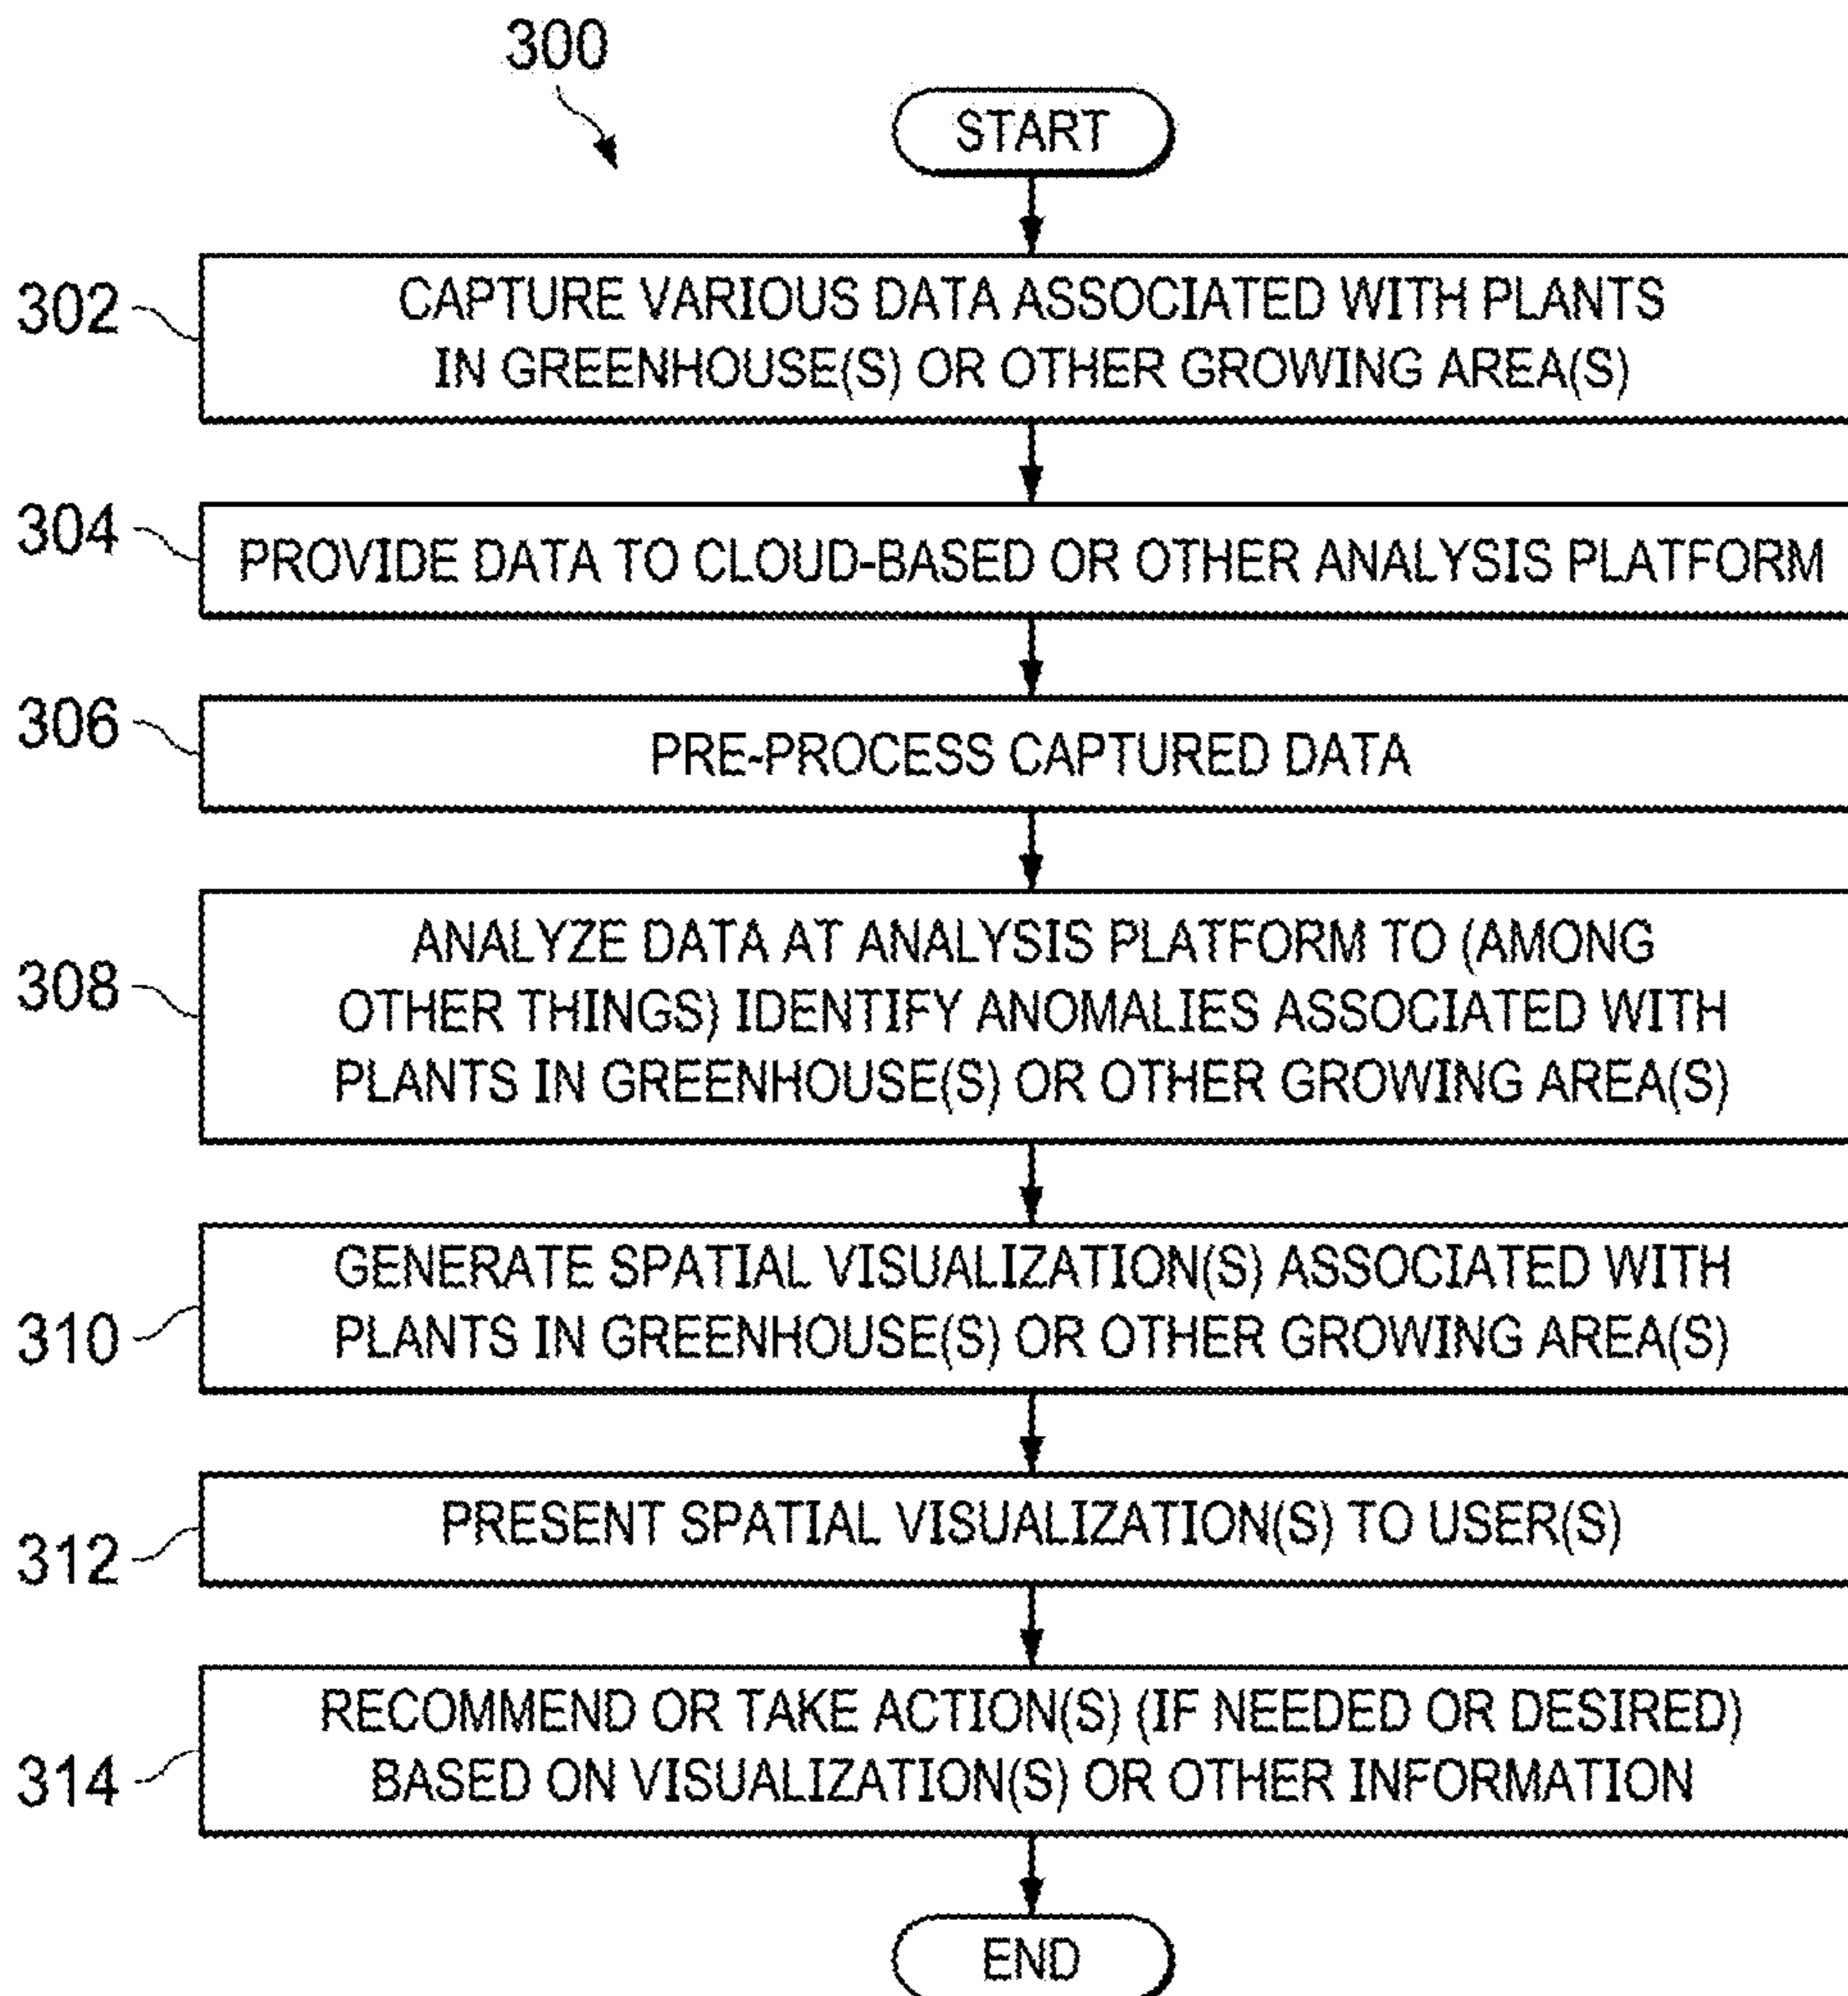 300
START
302
CAPTURE VARIOUS DATA ASSOCIATED WITH PLANTS
IN GREENHOUSE(S) OR OTHER GROWING AREA(S)
304
PROVIDE DATA TO CLOUD-BASED OR OTHER ANALYSIS PLATFORM
306
PRE-PROCESS CAPTURED DATA
308
ANALYZE DATA AT ANALYSIS PLATFORM TO (AMONG
OTHER THINGS) IDENTIFY ANOMALIES ASSOCIATED WITH
PLANTS IN GREENHOUSE(S) OR OTHER GROWING AREA(S)
310
GENERATE SPATIAL VISUALIZATION(S) ASSOCIATED WITH
PLANTS IN GREENHOUSE(S) OR OTHER GROWING AREA(S)
312
PRESENT SPATIAL VISUALIZATION(S) TO USER(S)
314
RECOMMEND OR TAKE ACTION(S) (IF NEEDED OR DESIRED)
BASED ON VISUALIZATION(S) OR OTHER INFORMATION
END